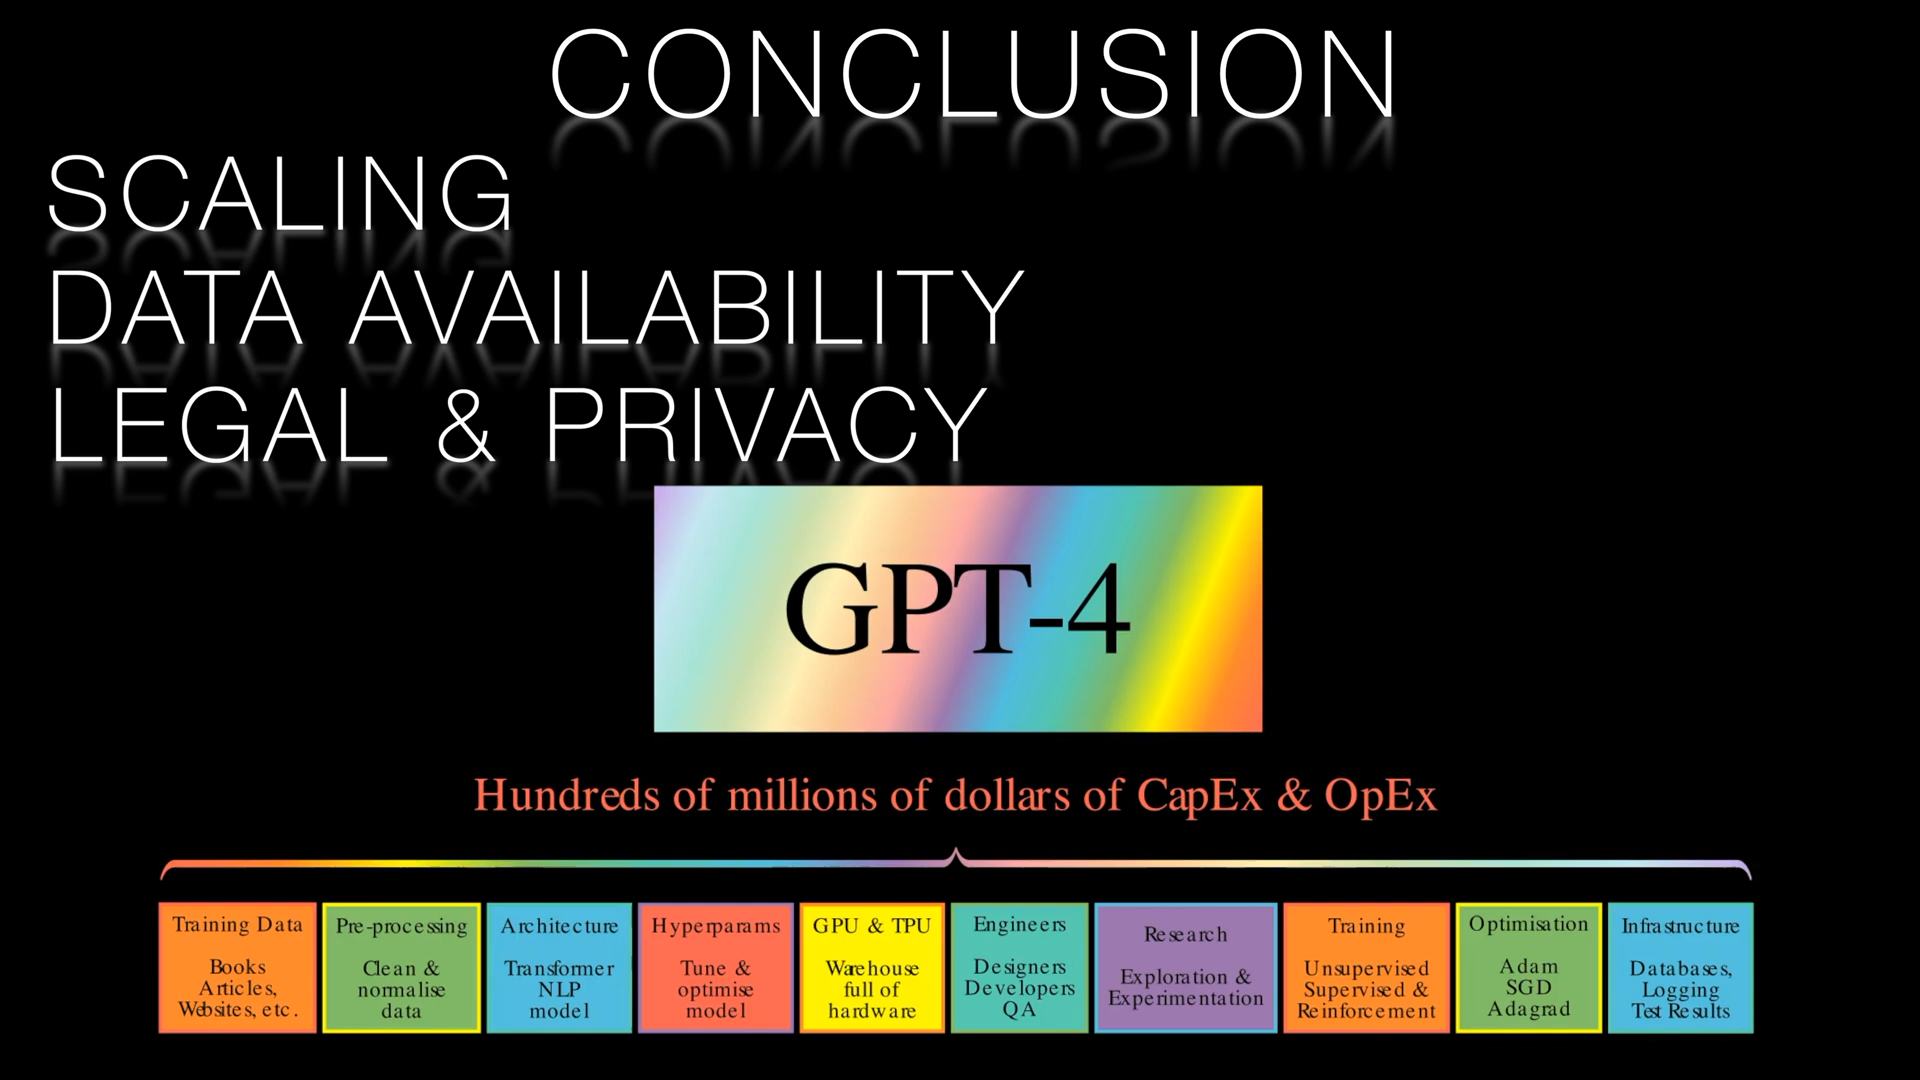 CONCLUSION
SCALING
DATA AVAILABILITY
LEGAL & PRIVACY
GPT-4
Hundreds of millions of dollars of CapEx & OpEx
Training Data
Books
Articles,
Websites, etc.
Pre-processing
Clean &
normalise
data
Architecture
Transformer
NLP
model
Hyperparams
Tune &
optimise
model
GPU & TPU
Warehouse
full of
hardware
Engineers
Designers
Developers
QA
Research
Exploration &
Experimentation
Training
Unsupervised
Supervised &
Reinforcement
Optimisation
Adam
SGD
Adagrad
Infrastructure
Databases,
Logging
Test Results